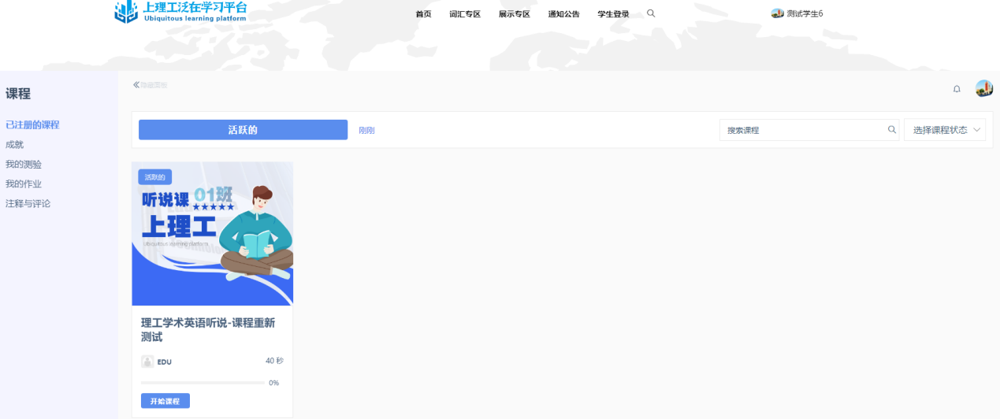 上理工泛在学习平台
Ubiquitous learning platform
首页 词汇专区 展示专区 通知公告 学生登录 测试学生6
课程
隐藏面板
已注册的课程
成就
我的测验
我的作业
注释与评论
活跃的 刚刚 搜索课程 选择课程状态
活跃的
听说课 01班
★★★★★
上理工
Ubiquitous learning platform
理工学术英语听说-课程重新
测试
EDU 40 秒
0%
开始课程